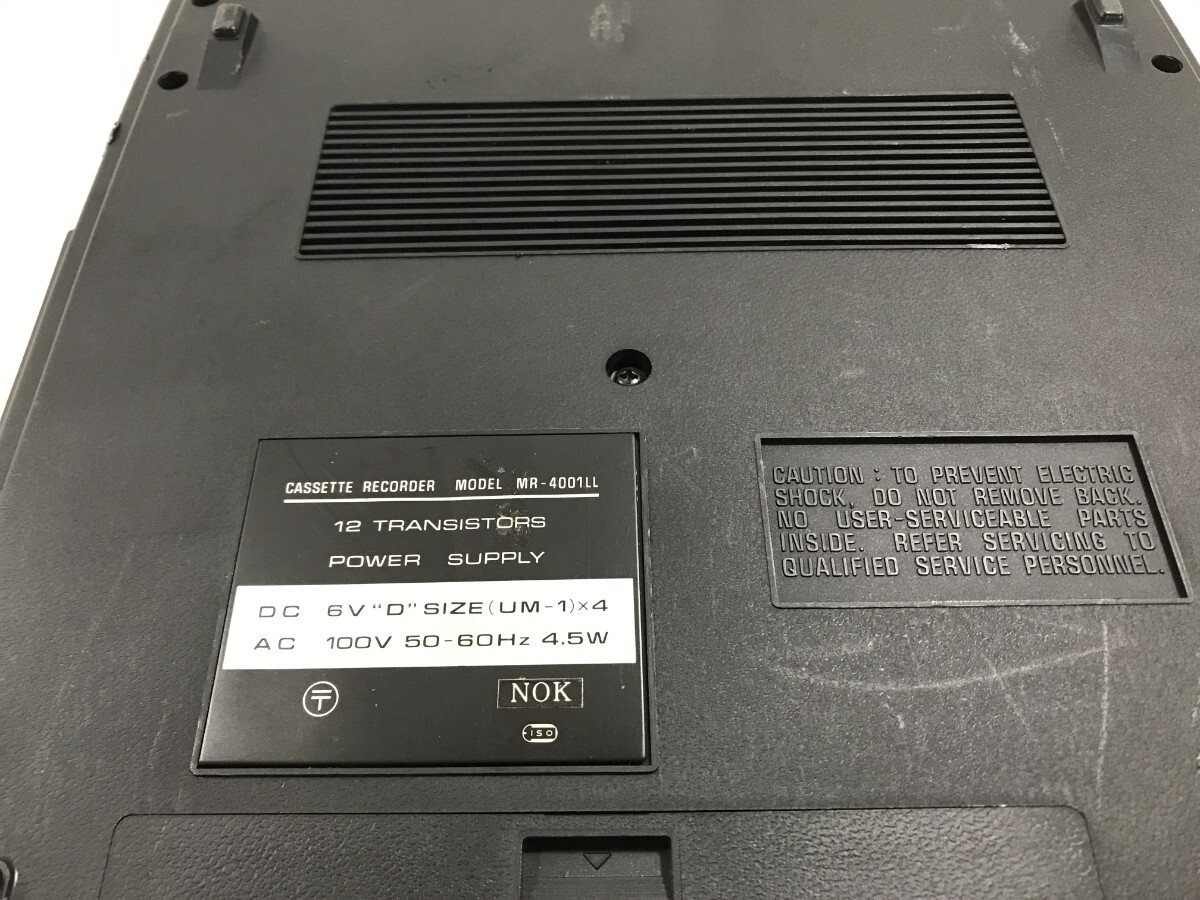 CASSETTE RECORDER MODEL MR-4001LL
12 TRANSISTORS
POWER SUPPLY
DC 6V "D" SIZE (UM-1)×4
AC 100V 50-60Hz 4.5W
〒
NOK
ISO
CAUTION : TO PREVENT ELECTRIC
SHOCK, DO NOT REMOVE BACK.
NO USER-SERVICEABLE PARTS
INSIDE. REFER SERVICING TO
QUALIFIED SERVICE PERSONNEL.